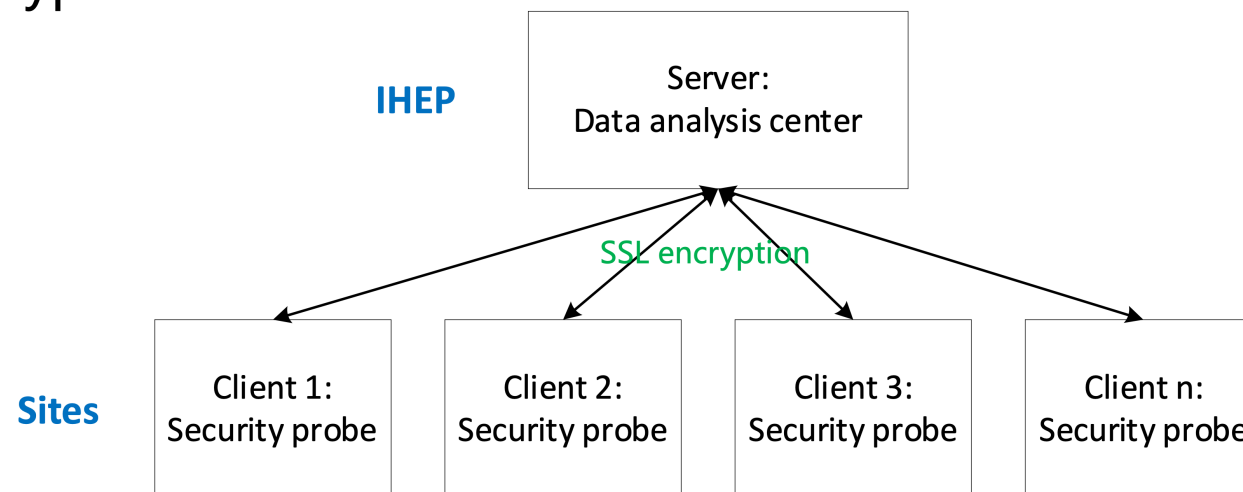 IHEP
Server:
Data analysis center
SSL encryption
Sites
Client 1:
Security probe
Client 2:
Security probe
Client 3:
Security probe
Client n:
Security probe